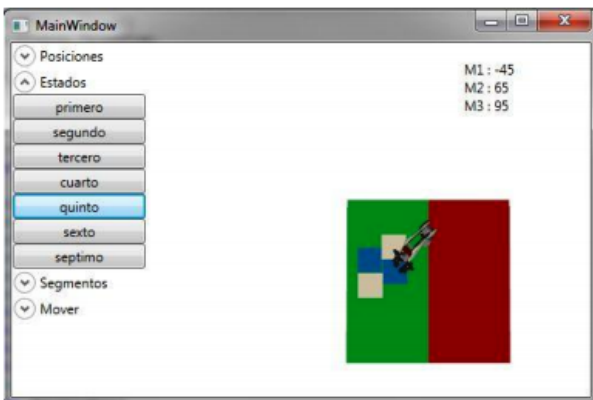 MainWindow
Posiciones
Estados
primero
segundo
tercero
cuarto
quinto
sexto
septimo
Segmentos
Mover
M1 : -45
M2 : 65
M3 : 95